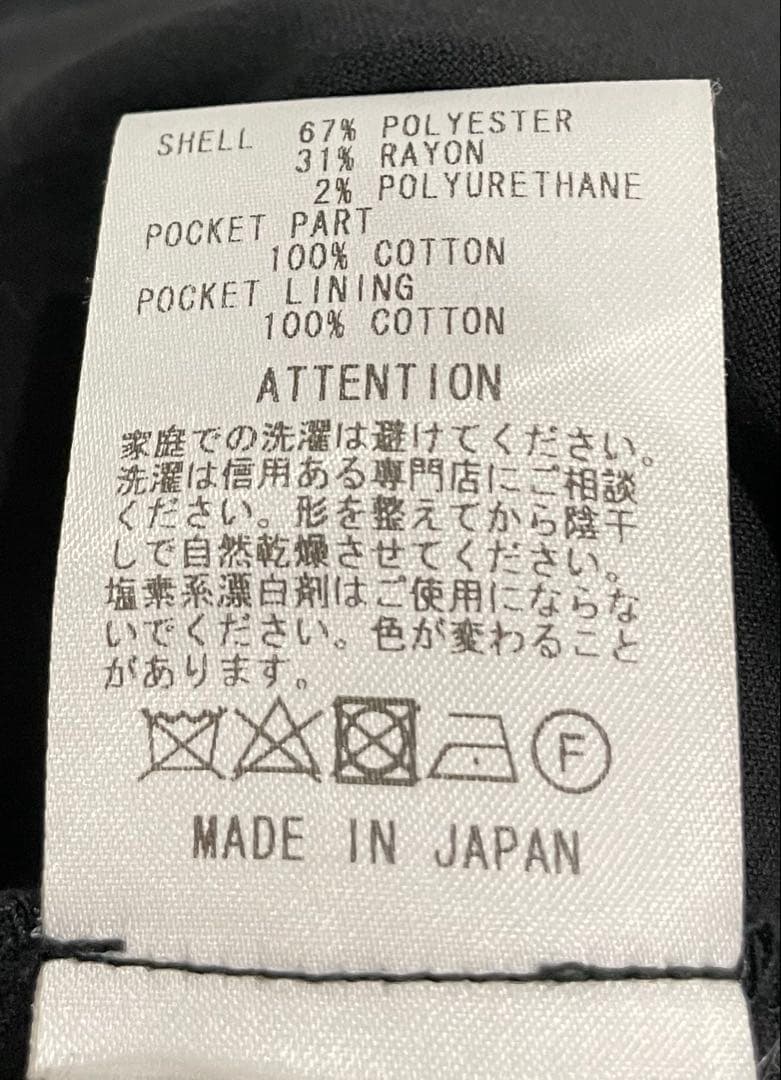 SHELL 67% POLYESTER
31% RAYON
2% POLYURETHANE
POCKET PART
100% COTTON
POCKET LINING
100% COTTON
ATTENTION
家庭での洗濯は避けてください。
洗濯は信用ある専門店にご相談
ください。形を整えてから陰干
しで自然乾燥させてください。
塩素系漂白剤はご使用にならな
いでください。色が変わること
があります。
F
MADE IN JAPAN